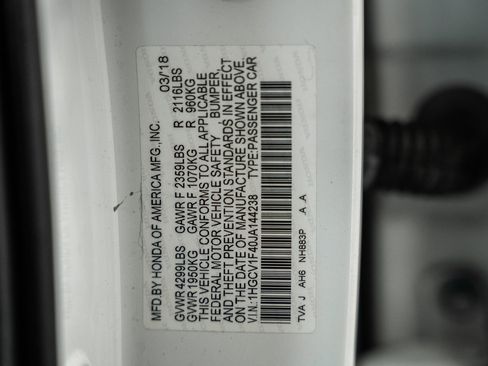 MFD.BY HONDA OF AMERICA MFG.,INC. 03/18
GVWR 4299LBS GAWR F 2359LBS R 2116LBS
GVWR 1950KG GAWR F 1070KG R 960KG
THIS VEHICLE CONFORMS TO ALL APPLICABLE
FEDERAL MOTOR VEHICLE SAFETY, BUMPER,
AND THEFT PREVENTION STANDARDS IN EFFECT
ON THE DATE OF MANUFACTURE SHOWN ABOVE.
V.I.N.:1HGCV1F40JA144238 TYPE:PASSENGER CAR
TVA J AH6 NH883P .A .A